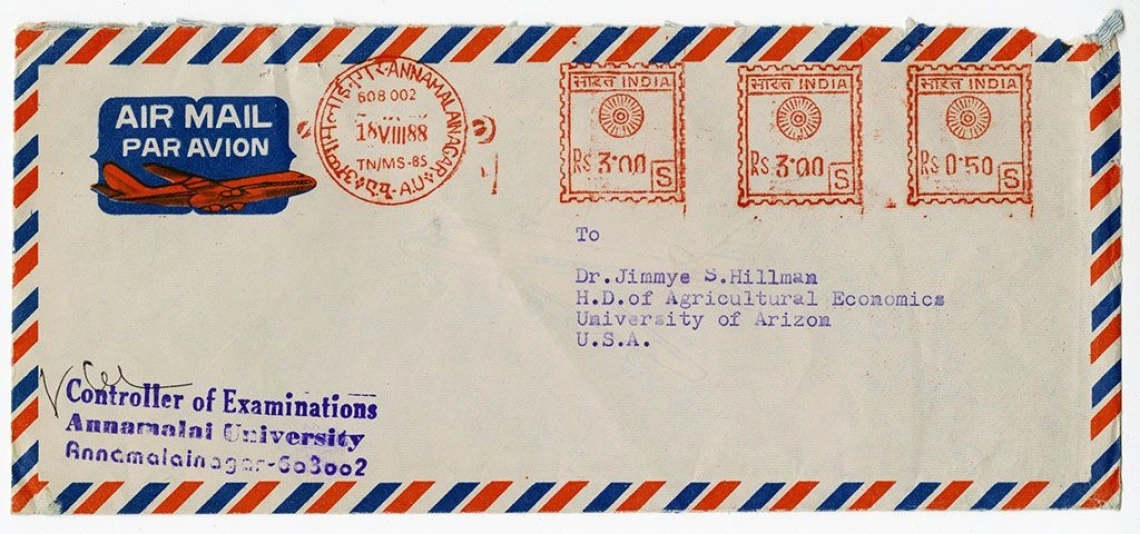 AIR MAIL
PAR AVION
ANNAMALAINAGAR
608 002
18 VIII 88
TN/MS-85
A.U.
भारत INDIA
Rs 3.00 S
भारत INDIA
Rs 3.00 S
भारत INDIA
Rs 0.50 S
To
Dr.Jimmye S.Hillman
H.D.of Agricultural Economics
University of Arizon
U.S.A.
Controller of Examinations
Annamalai University
Annamalainagar-608002